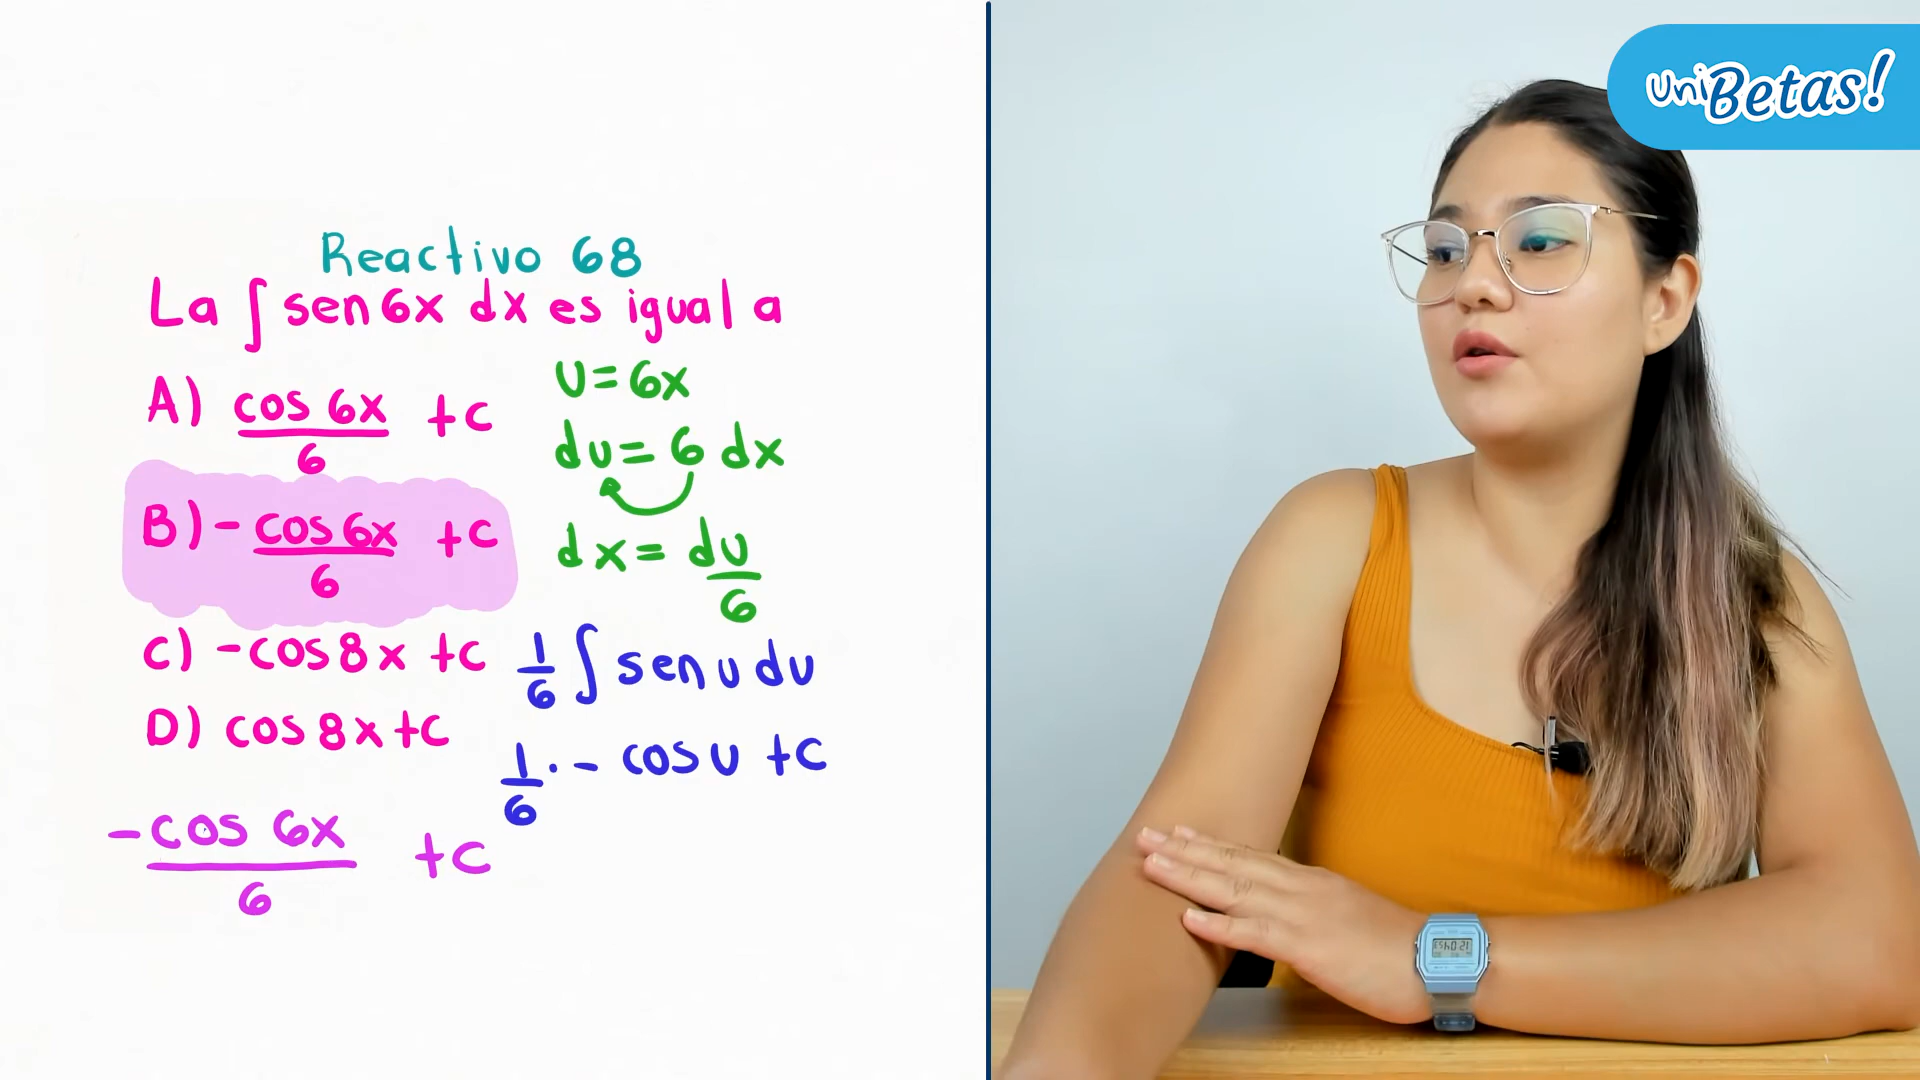 Reactivo 68
La ∫ sen 6x dx es igual a
A) cos 6x / 6 + c
B) - cos 6x / 6 + c
C) - cos 8x + c
D) cos 8x + c
- cos 6x / 6 + c
U = 6x
du = 6 dx
dx = du / 6
1/6 ∫ sen u du
1/6 · - cos u + c
uniBetas!